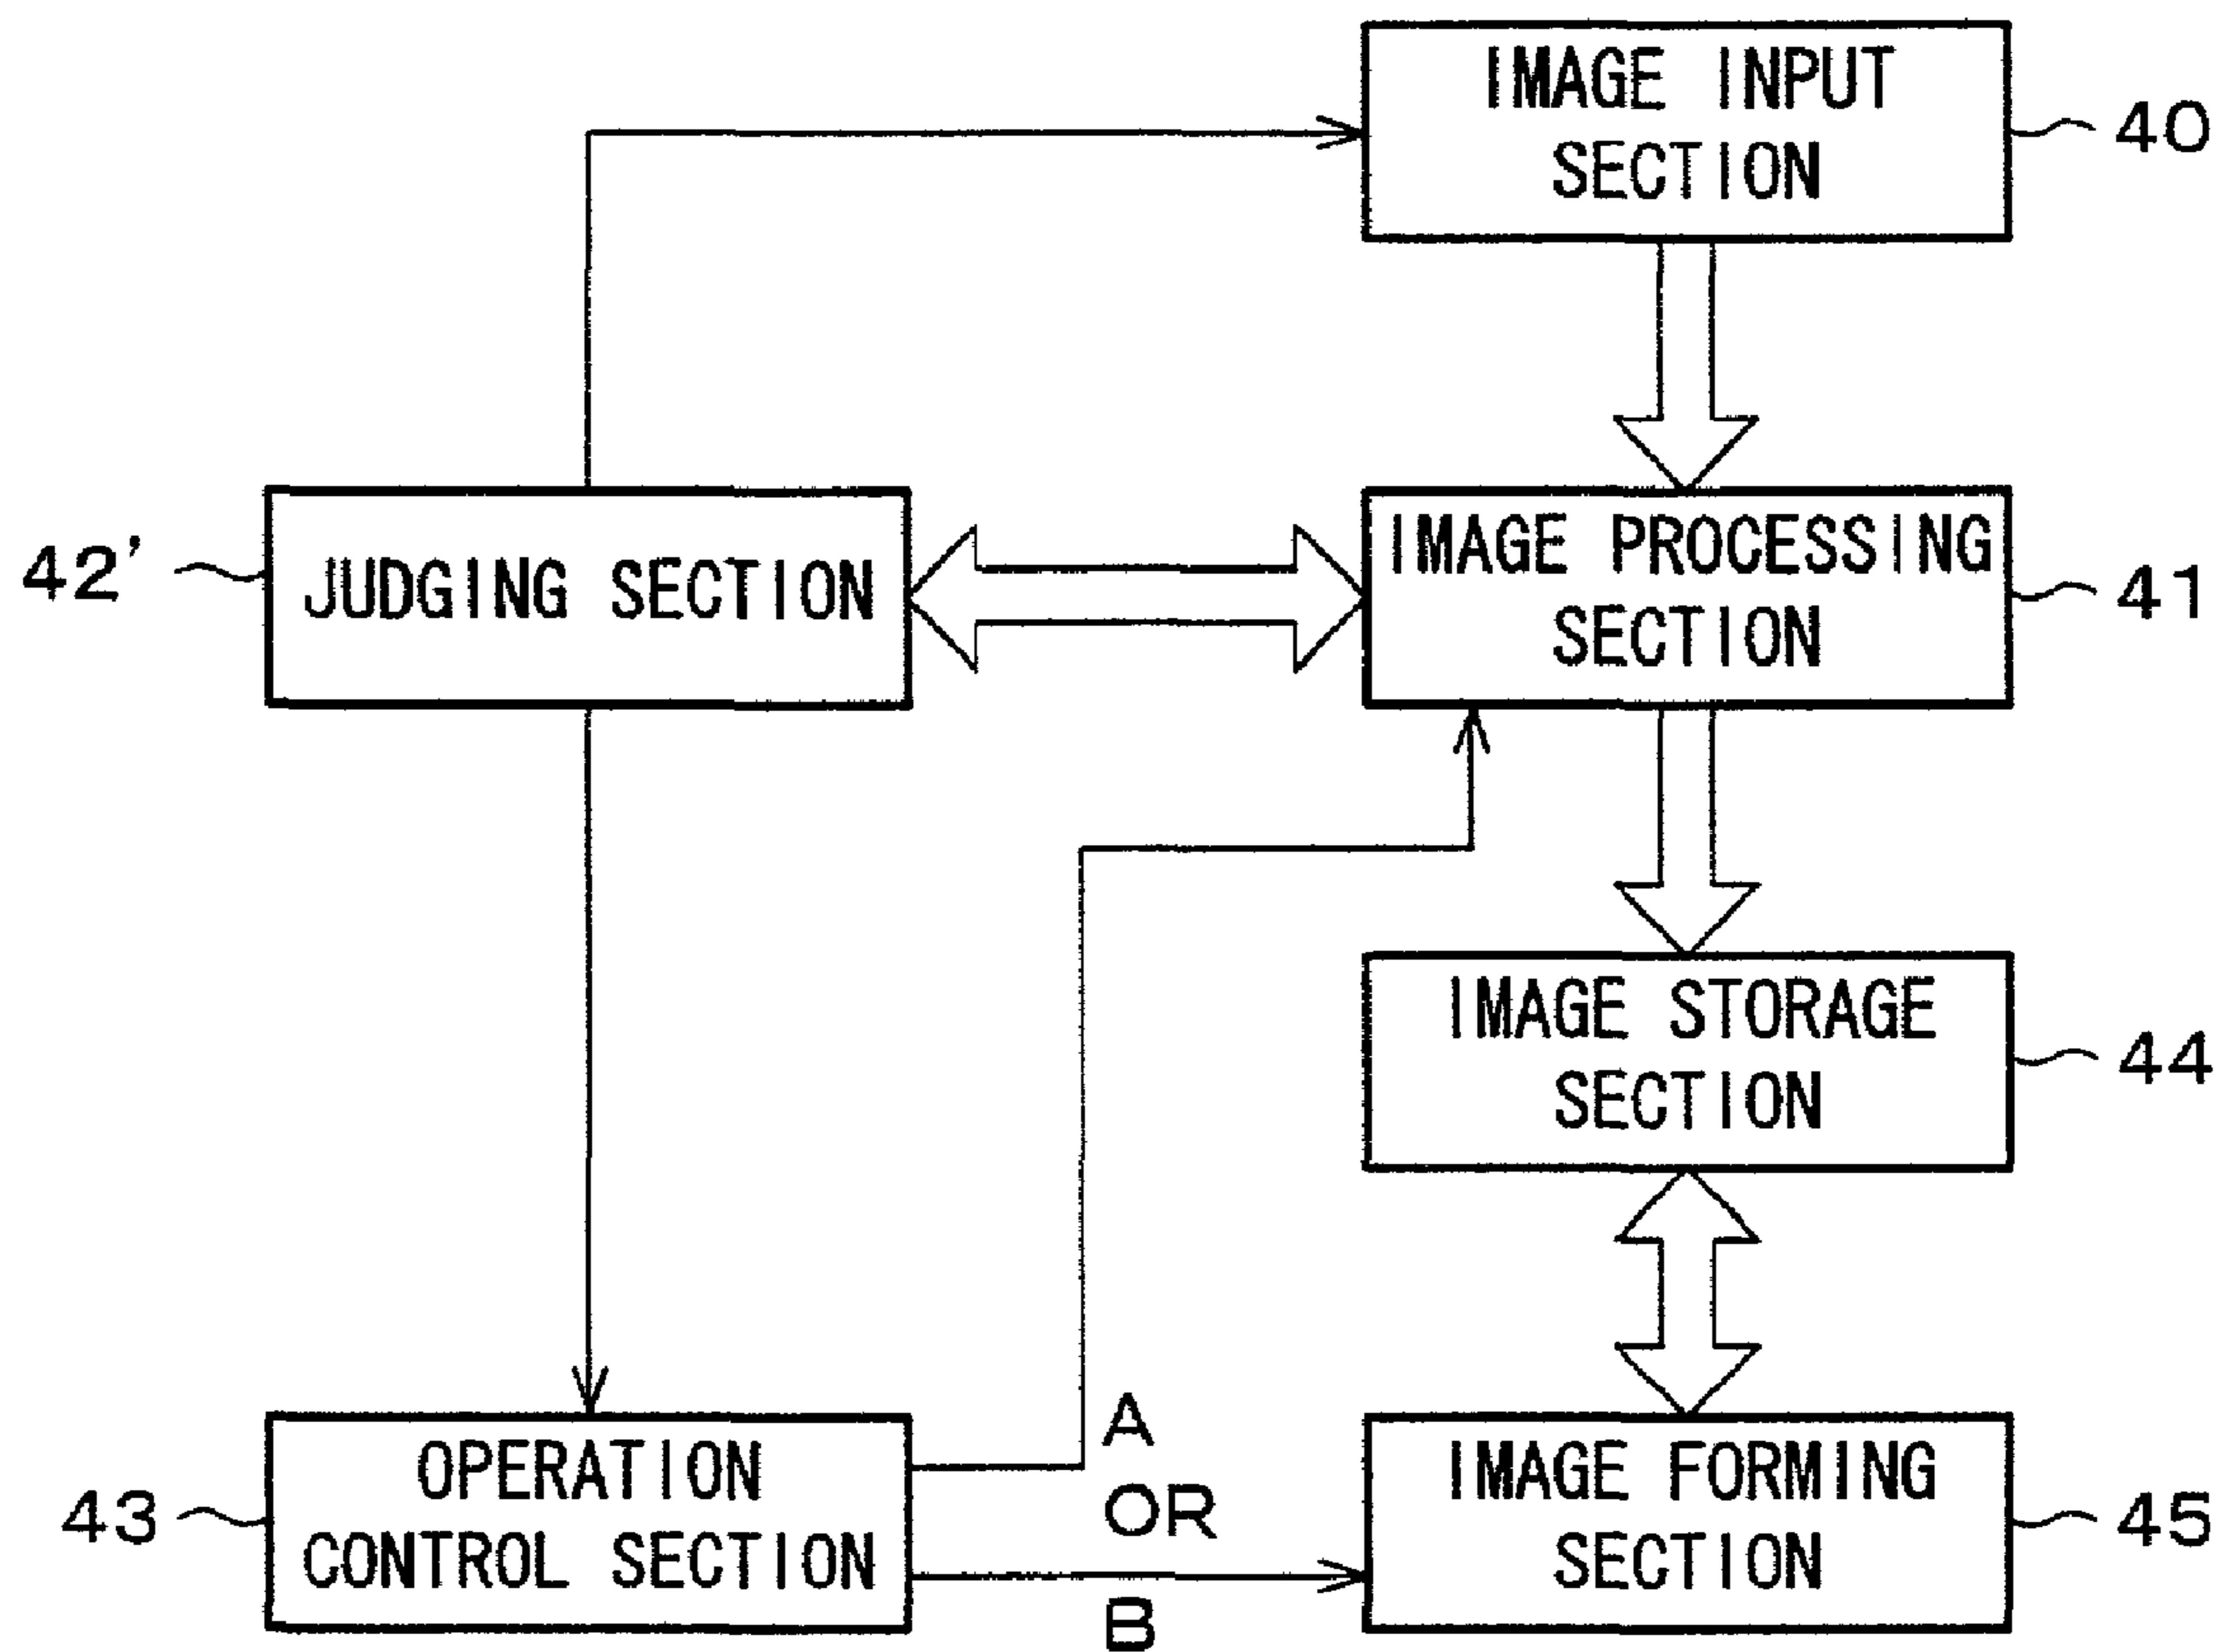 IMAGE INPUT
SECTION
40
42'
JUDGING SECTION
IMAGE PROCESSING
SECTION
41
IMAGE STORAGE
SECTION
44
43
OPERATION
CONTROL SECTION
A
OR
B
IMAGE FORMING
SECTION
45